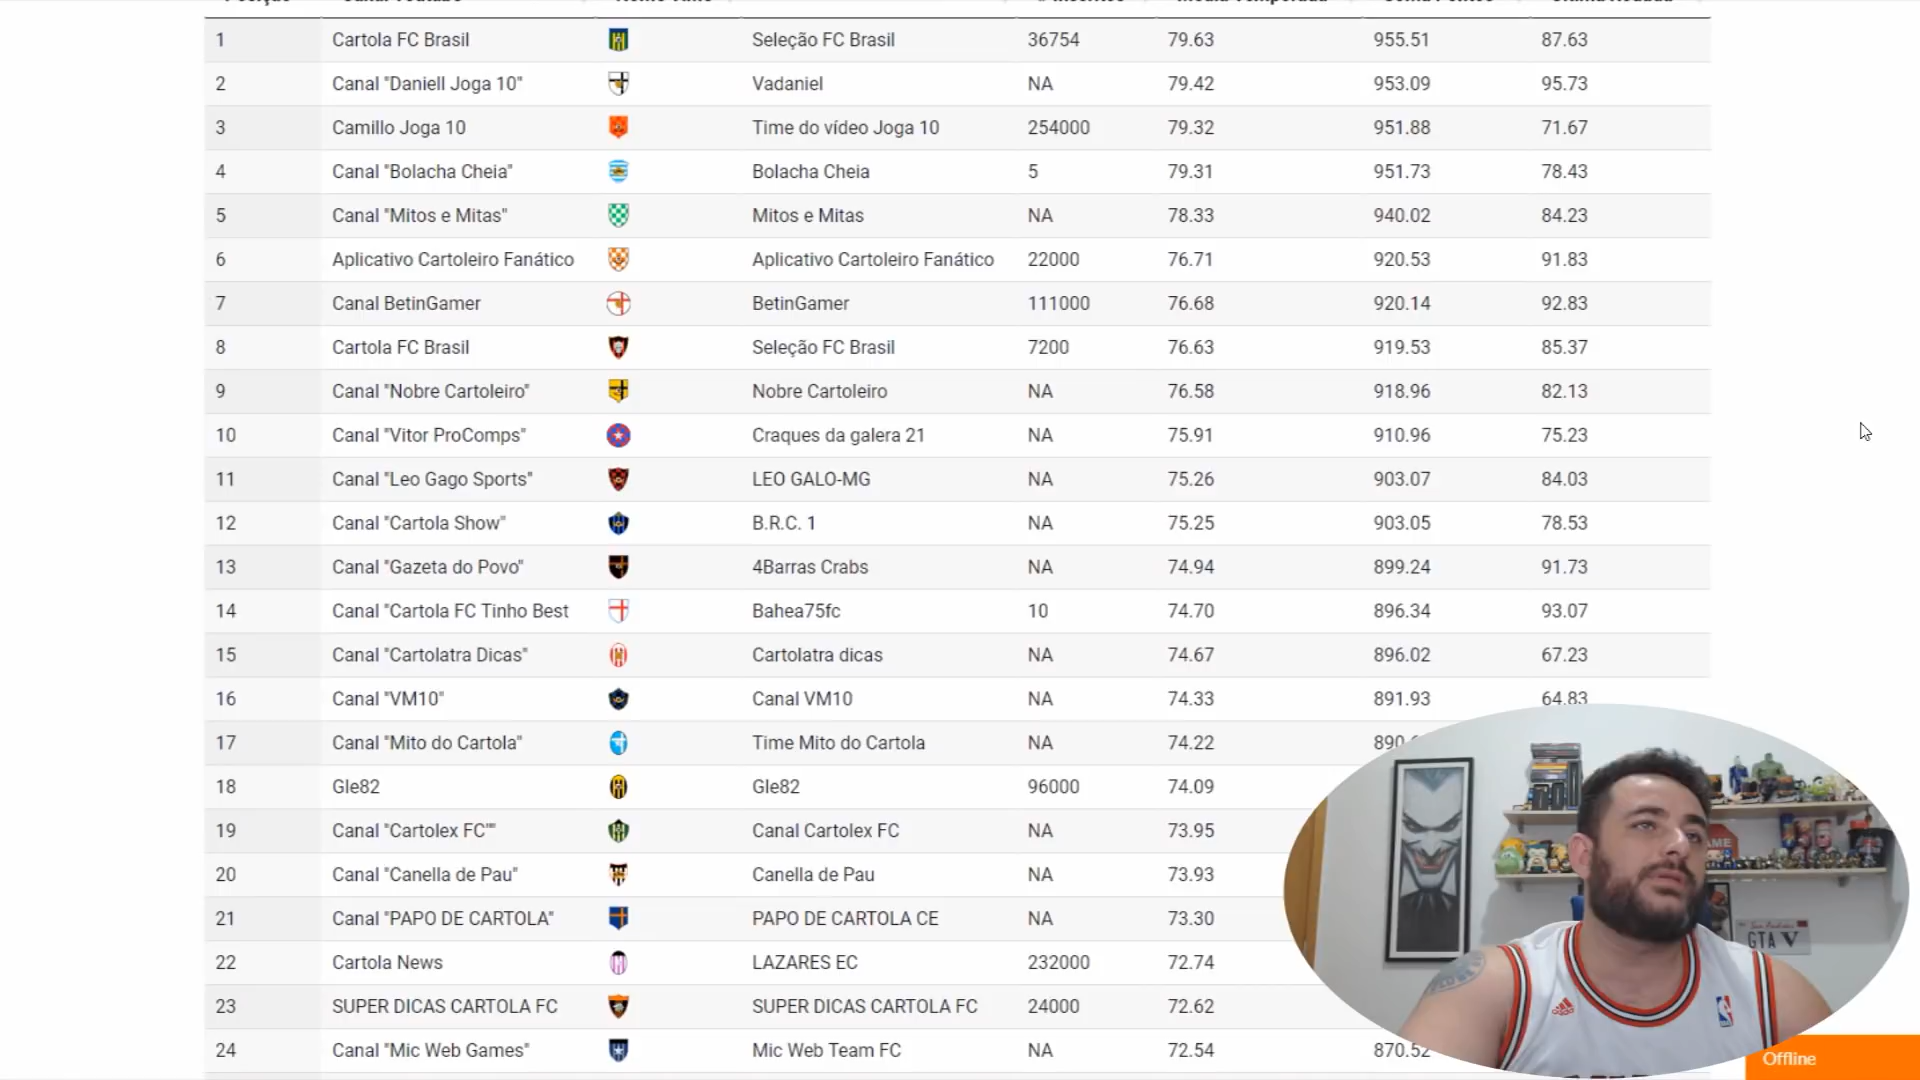 1 Cartola FC Brasil Seleção FC Brasil 36754 79.63 955.51 87.63
2 Canal "Daniell Joga 10" Vadaniel NA 79.42 953.09 95.73
3 Camillo Joga 10 Time do vídeo Joga 10 254000 79.32 951.88 71.67
4 Canal "Bolacha Cheia" Bolacha Cheia 5 79.31 951.73 78.43
5 Canal "Mitos e Mitas" Mitos e Mitas NA 78.33 940.02 84.23
6 Aplicativo Cartoleiro Fanático Aplicativo Cartoleiro Fanático 22000 76.71 920.53 91.83
7 Canal BetinGamer BetinGamer 111000 76.68 920.14 92.83
8 Cartola FC Brasil Seleção FC Brasil 7200 76.63 919.53 85.37
9 Canal "Nobre Cartoleiro" Nobre Cartoleiro NA 76.58 918.96 82.13
10 Canal "Vitor ProComps" Craques da galera 21 NA 75.91 910.96 75.23
11 Canal "Leo Gago Sports" LEO GALO-MG NA 75.26 903.07 84.03
12 Canal "Cartola Show" B.R.C. 1 NA 75.25 903.05 78.53
13 Canal "Gazeta do Povo" 4Barras Crabs NA 74.94 899.24 91.73
14 Canal "Cartola FC Tinho Best Bahea75fc 10 74.70 896.34 93.07
15 Canal "Cartolatra Dicas" Cartolatra dicas NA 74.67 896.02 67.23
16 Canal "VM10" Canal VM10 NA 74.33 891.93 64.83
17 Canal "Mito do Cartola" Time Mito do Cartola NA 74.22 890
18 Gle82 Gle82 96000 74.09
19 Canal "Cartolex FC"" Canal Cartolex FC NA 73.95
20 Canal "Canella de Pau" Canella de Pau NA 73.93
21 Canal "PAPO DE CARTOLA" PAPO DE CARTOLA CE NA 73.30
22 Cartola News LAZARES EC 232000 72.74
23 SUPER DICAS CARTOLA FC SUPER DICAS CARTOLA FC 24000 72.62
24 Canal "Mic Web Games" Mic Web Team FC NA 72.54 870.52
GTA V
Offline